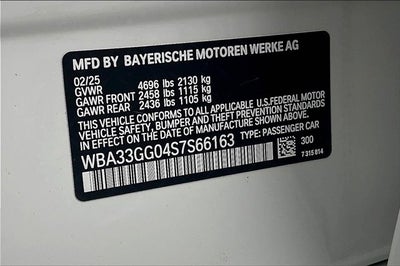 MFD BY BAYERISCHE MOTOREN WERKE AG
02/25
GVWR 4696 lbs 2130 kg
GAWR FRONT 2458 lbs 1115 kg
GAWR REAR 2436 lbs 1105 kg
THIS VEHICLE CONFORMS TO ALL APPLICABLE U.S.FEDERAL MOTOR
VEHICLE SAFETY, BUMPER AND THEFT PREVENTION STANDARDS
IN EFFECT ON THE DATE OF MANUFACTURE SHOWN ABOVE.
WBA33GG04S7S66163 TYPE: PASSENGER CAR
300
7 315 814